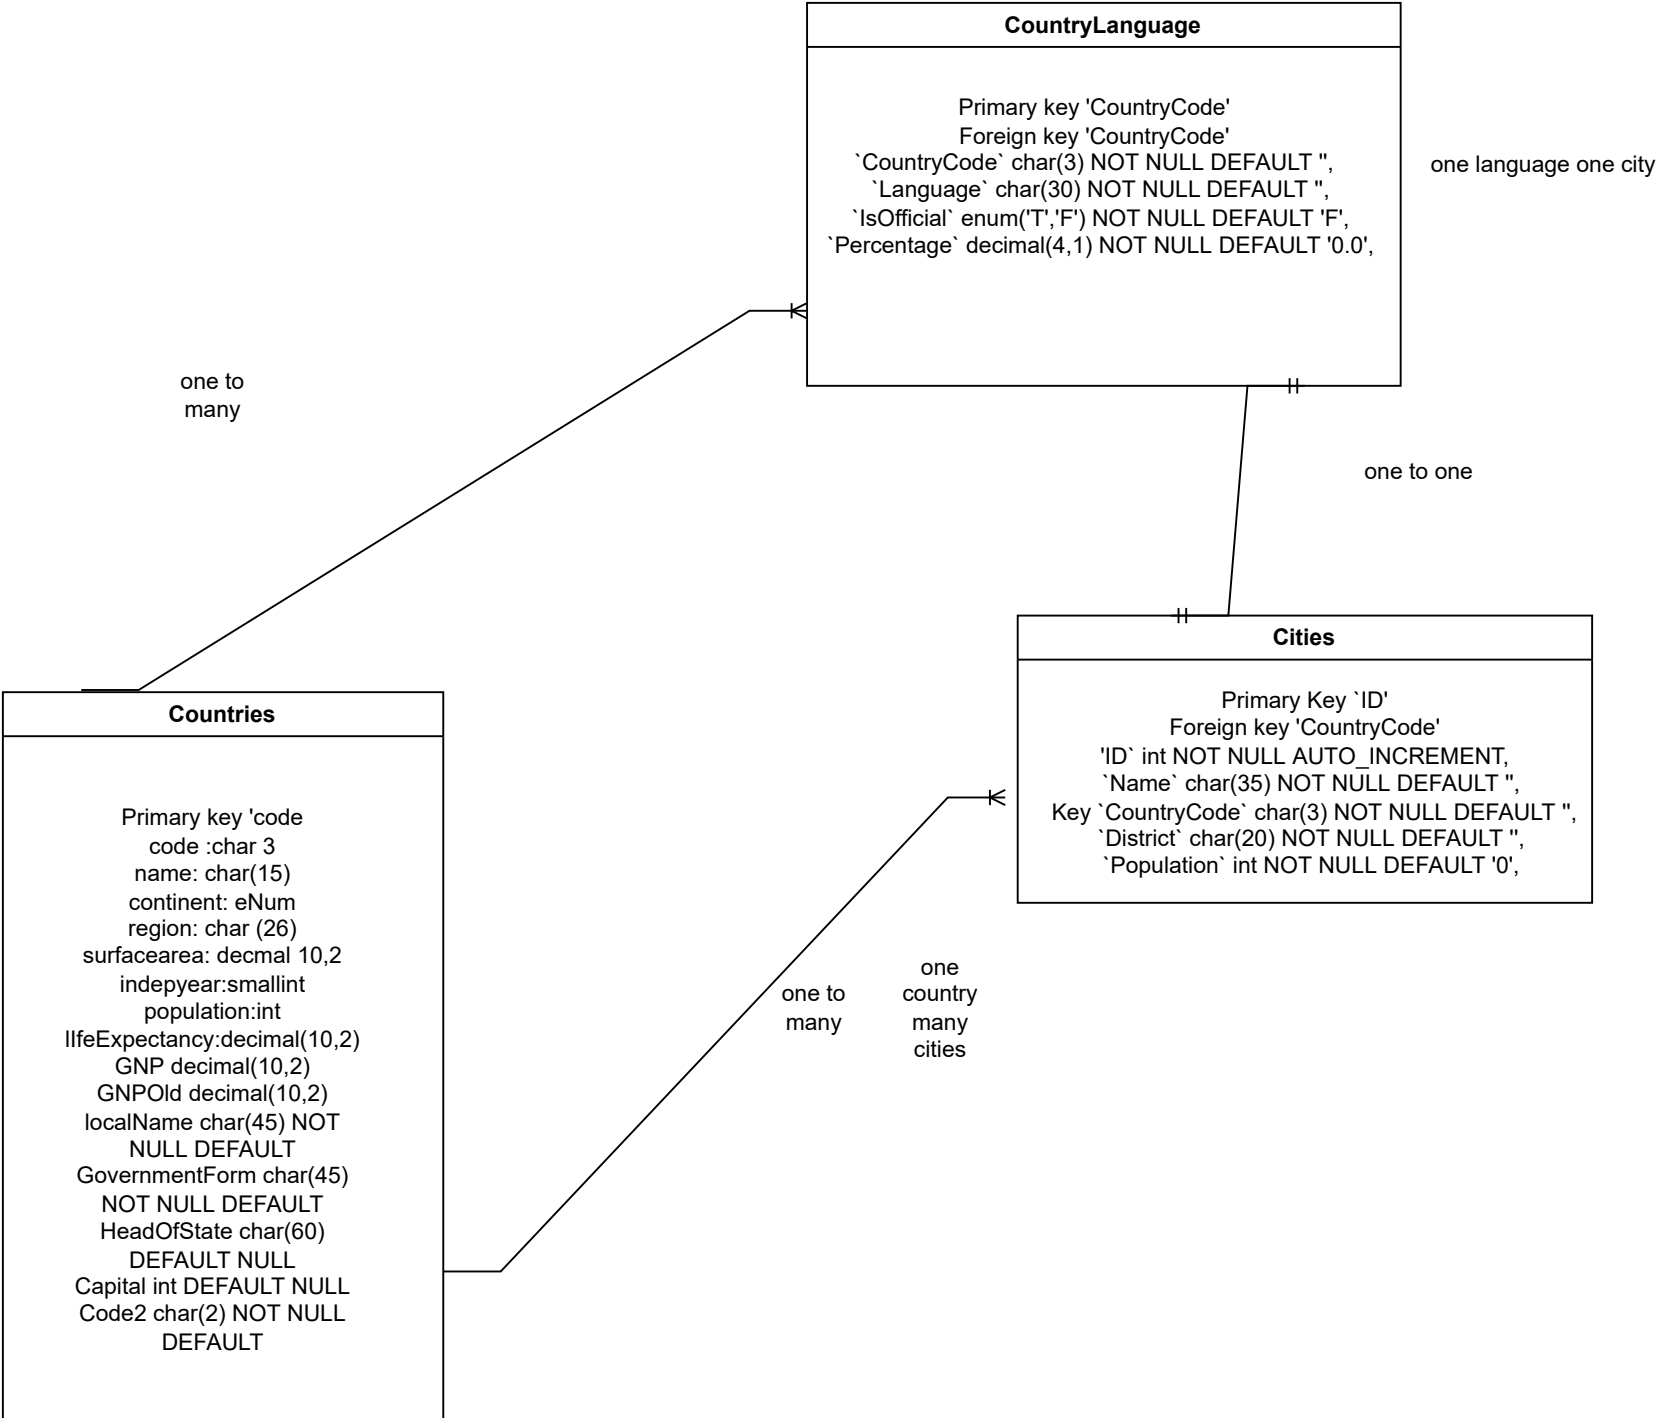 CountryLanguage
Primary key 'CountryCode'
Foreign key 'CountryCode'
`CountryCode` char(3) NOT NULL DEFAULT '',
`Language` char(30) NOT NULL DEFAULT '',
`IsOfficial` enum('T','F') NOT NULL DEFAULT 'F',
`Percentage` decimal(4,1) NOT NULL DEFAULT '0.0',
one language one city
one to
many
one to one
Cities
Primary Key `ID'
Foreign key 'CountryCode'
'ID` int NOT NULL AUTO_INCREMENT,
`Name` char(35) NOT NULL DEFAULT '',
Key `CountryCode` char(3) NOT NULL DEFAULT '',
`District` char(20) NOT NULL DEFAULT '',
`Population` int NOT NULL DEFAULT '0',
Countries
Primary key 'code
code :char 3
name: char(15)
continent: eNum
region: char (26)
surfacearea: decmal 10,2
indepyear:smallint
population:int
lIfeExpectancy:decimal(10,2)
GNP decimal(10,2)
GNPOld decimal(10,2)
localName char(45) NOT
NULL DEFAULT
GovernmentForm char(45)
NOT NULL DEFAULT
HeadOfState char(60)
DEFAULT NULL
Capital int DEFAULT NULL
Code2 char(2) NOT NULL
DEFAULT
one to
many
one
country
many
cities